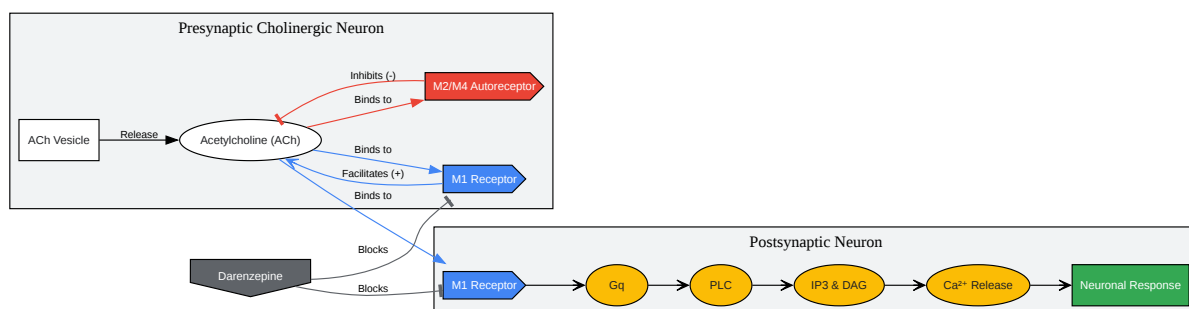 Presynaptic Cholinergic Neuron
Inhibits (-)
M2/M4 Autoreceptor
Binds to
ACh Vesicle
Release
Acetylcholine (ACh)
Binds to
Facilitates (+)
M1 Receptor
Binds to
Postsynaptic Neuron
Blocks
Darenzepine
Blocks
M1 Receptor
Gq
PLC
IP3 & DAG
Ca²⁺ Release
Neuronal Response